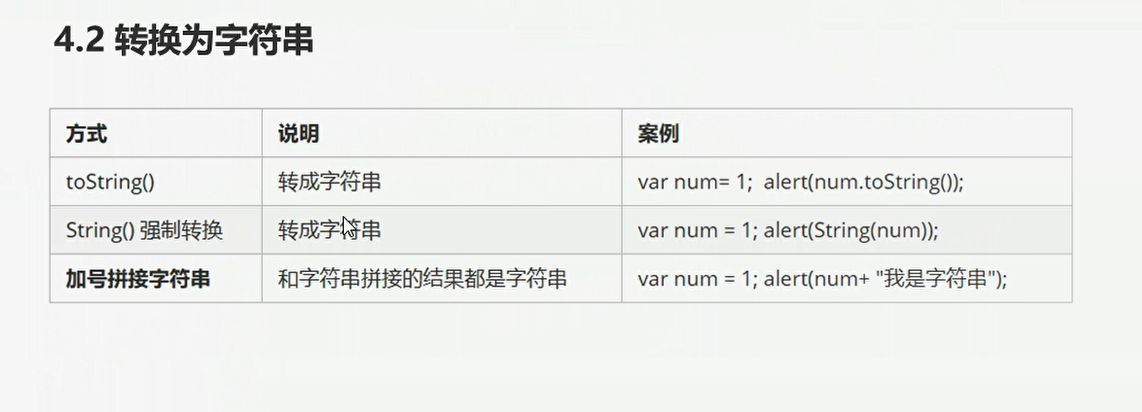 4.2 转换为字符串
方式 说明 案例
toString() 转成字符串 var num= 1;  alert(num.toString());
String() 强制转换 转成字符串 var num = 1; alert(String(num));
加号拼接字符串 和字符串拼接的结果都是字符串 var num = 1; alert(num+ "我是字符串");